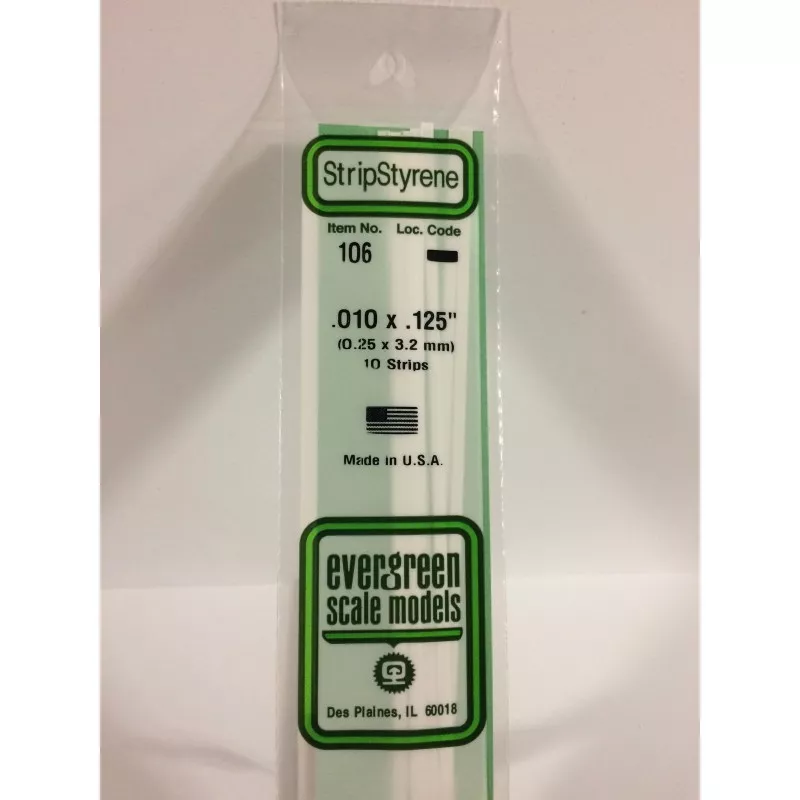 StripStyrene
Item No. Loc. Code
106
.010 x .125"
(0.25 x 3.2 mm)
10 Strips
Made in U.S.A.
evergreen
scale models
Des Plaines, IL 60018